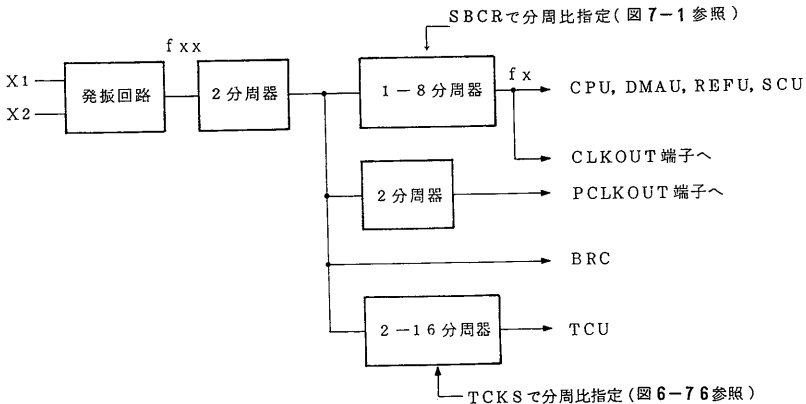 SBCRで分周比指定(図7-1参照)
fxx
X1
X2
発振回路
2分周器
1-8分周器
fx
CPU, DMAU, REFU, SCU
CLKOUT端子へ
2分周器
PCLKOUT端子へ
BRC
2-16分周器
TCU
TCKSで分周比指定(図6-76参照)